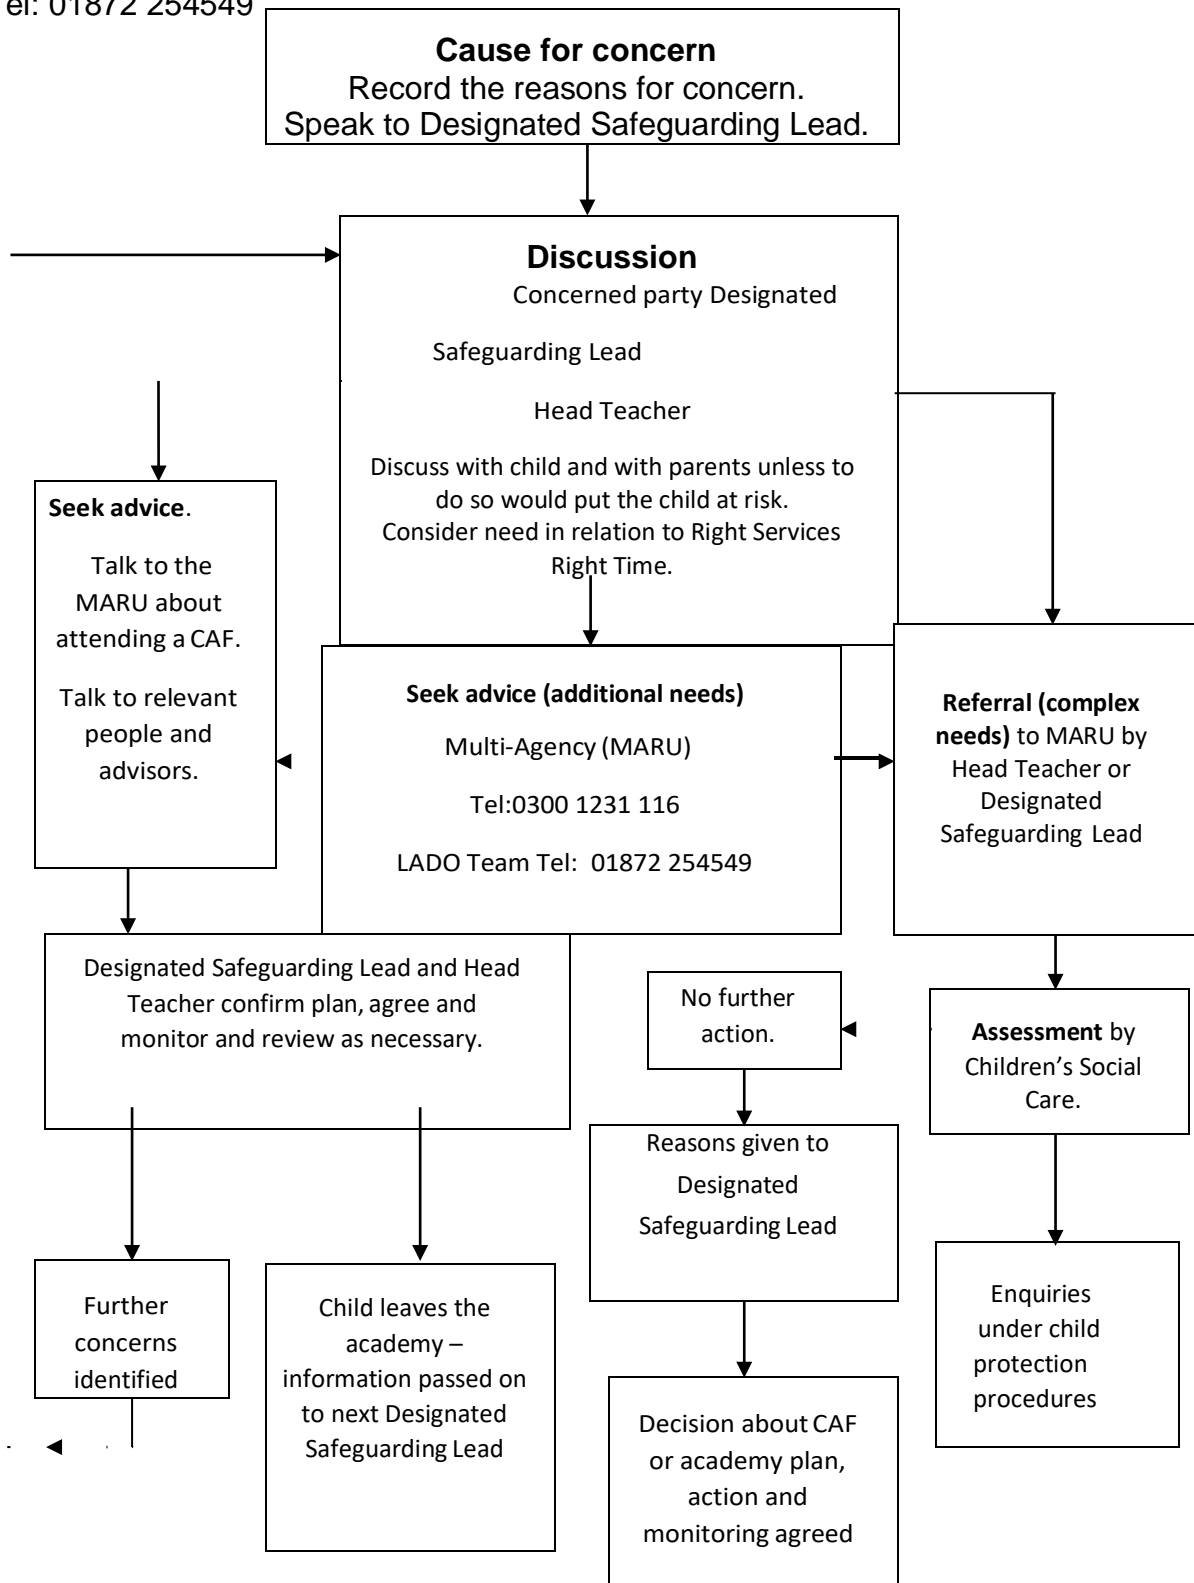 el: 01872 254549
Cause for concern
Record the reasons for concern.
Speak to Designated Safeguarding Lead.
Discussion
Concerned party Designated
Safeguarding Lead
Head Teacher
Discuss with child and with parents unless to
do so would put the child at risk.
Consider need in relation to Right Services
Right Time.
Seek advice.
Talk to the
MARU about
attending a CAF.
Talk to relevant
people and
advisors.
Seek advice (additional needs)
Multi-Agency (MARU)
Tel:0300 1231 116
LADO Team Tel: 01872 254549
Referral (complex
needs) to MARU by
Head Teacher or
Designated
Safeguarding Lead
Designated Safeguarding Lead and Head
Teacher confirm plan, agree and
monitor and review as necessary.
No further
action.
Assessment by
Children’s Social
Care.
Reasons given to
Designated
Safeguarding Lead
Further
concerns
identified
Child leaves the
academy –
information passed on
to next Designated
Safeguarding Lead
Enquiries
under child
protection
procedures
Decision about CAF
or academy plan,
action and
monitoring agreed